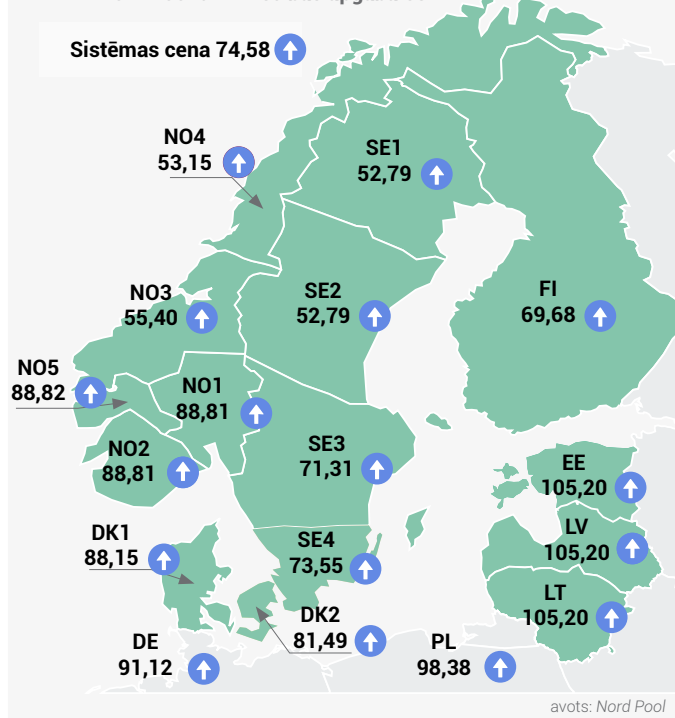 Sistēmas cena 74,58
NO4
53,15
SE1
52,79
NO3
55,40
SE2
52,79
FI
69,68
NO5
88,82
NO1
88,81
NO2
88,81
SE3
71,31
EE
105,20
DK1
88,15
SE4
73,55
LV
105,20
LT
105,20
DK2
81,49
DE
91,12
PL
98,38
avots: Nord Pool